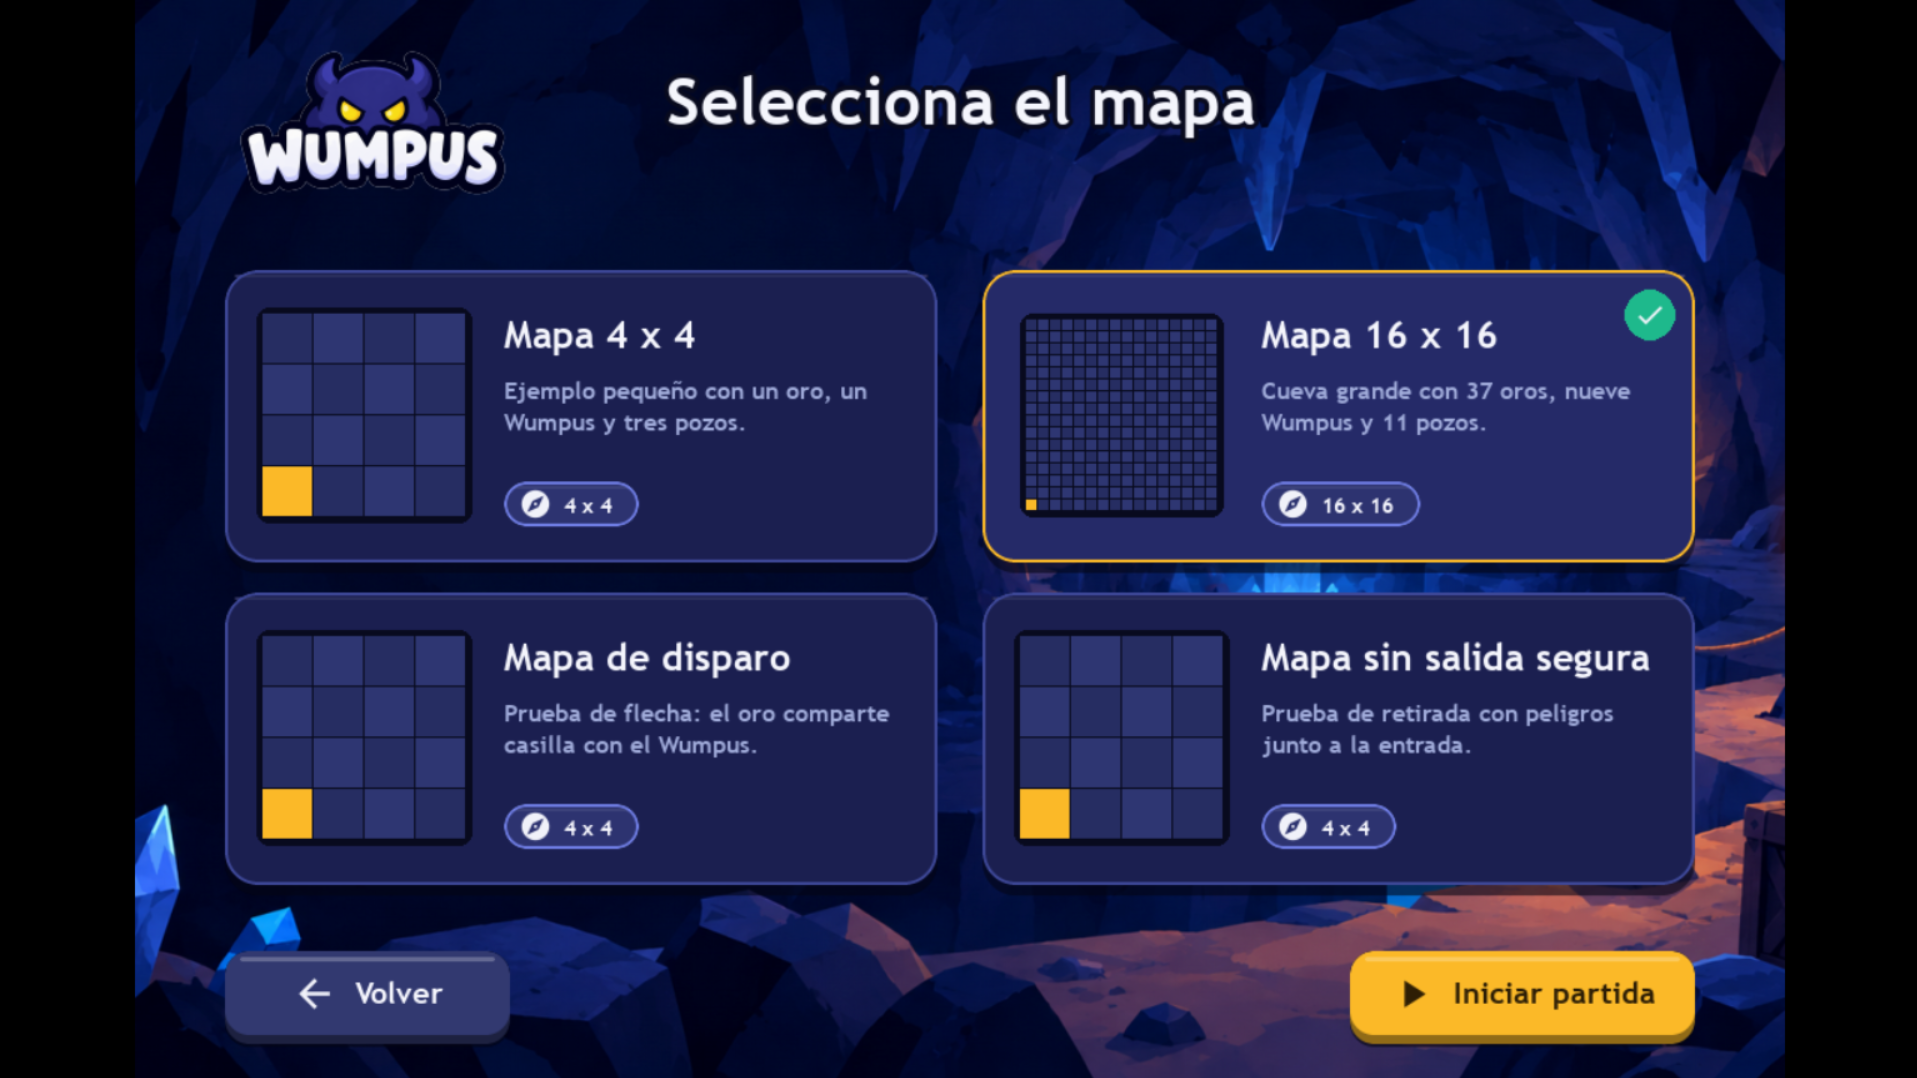 WUMPUS
Selecciona el mapa
Mapa 4 x 4
Ejemplo pequeño con un oro, un
Wumpus y tres pozos.
4 x 4
Mapa 16 x 16
Cueva grande con 37 oros, nueve
Wumpus y 11 pozos.
16 x 16
Mapa de disparo
Prueba de flecha: el oro comparte
casilla con el Wumpus.
4 x 4
Mapa sin salida segura
Prueba de retirada con peligros
junto a la entrada.
4 x 4
Volver
Iniciar partida